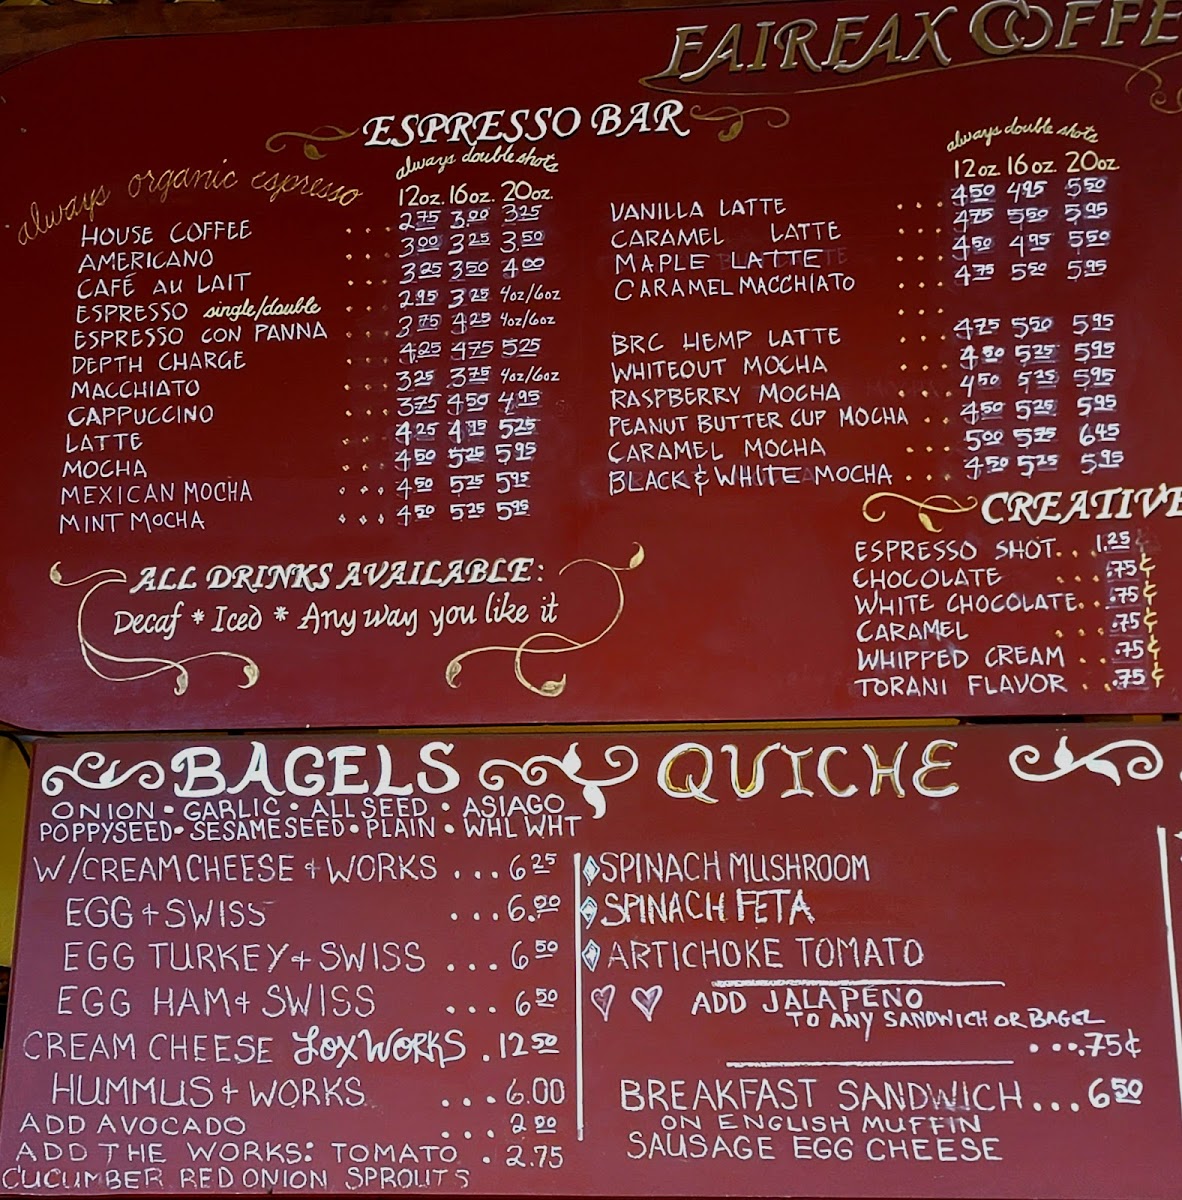 FAIRFAX COFFE
ESPRESSO BAR
always organic espresso
always double shots
12oz. 16oz. 20oz.
HOUSE COFFEE .... 2.75 3.00 3.25
AMERICANO ... 3.00 3.25 3.50
CAFÉ AU LAIT .... 3.25 3.50 4.00
ESPRESSO single/double ... 2.95 3.25 4oz/6oz
ESPRESSO CON PANNA ... 3.75 4.25 4oz/6oz
DEPTH CHARGE ... 4.25 4.75 5.25
MACCHIATO .... 3.25 3.75 4oz/6oz
CAPPUCCINO .... 3.75 4.50 4.95
LATTE .... 4.25 4.95 5.25
MOCHA .... 4.50 5.25 5.95
MEXICAN MOCHA ... 4.50 5.25 5.95
MINT MOCHA ... 4.50 5.25 5.95
always double shots
12oz 16oz. 20oz
VANILLA LATTE .... 4.50 4.95 5.50
CARAMEL LATTE .... 4.75 5.50 5.95
MAPLE LATTE .... 4.50 4.95 5.50
CARAMEL MACCHIATO ... 4.75 5.50 5.95
BRC HEMP LATTE .... 4.75 5.50 5.95
WHITEOUT MOCHA .... 4.50 5.25 5.95
RASPBERRY MOCHA .... 4.50 5.25 5.95
PEANUT BUTTER CUP MOCHA ... 4.50 5.25 5.95
CARAMEL MOCHA .... 5.00 5.75 6.45
BLACK & WHITE MOCHA ... 4.50 5.25 5.95
ALL DRINKS AVAILABLE:
Decaf * Iced * Any way you like it
CREATIVE
ESPRESSO SHOT... 1.25 ¢
CHOCOLATE .... .75¢
WHITE CHOCOLATE... .75¢
CARAMEL .... .75¢
WHIPPED CREAM .. .75¢
TORANI FLAVOR .. .75¢
BAGELS
ONION • GARLIC • ALL SEED • ASIAGO
POPPYSEED • SESAME SEED • PLAIN • WHL WHT
W/CREAM CHEESE + WORKS ... 6.25
EGG + SWISS ... 6.00
EGG TURKEY + SWISS ... 6.50
EGG HAM + SWISS ... 6.50
CREAM CHEESE Lox WORKS . 12.50
HUMMUS + WORKS ... 6.00
ADD AVOCADO ... 2.00
ADD THE WORKS: TOMATO . 2.75
CUCUMBER RED ONION SPROUTS
QUICHE
SPINACH MUSHROOM
SPINACH FETA
ARTICHOKE TOMATO
ADD JALAPEÑO
TO ANY SANDWICH OR BAGEL
... .75¢
BREAKFAST SANDWICH... 6.50
ON ENGLISH MUFFIN
SAUSAGE EGG CHEESE